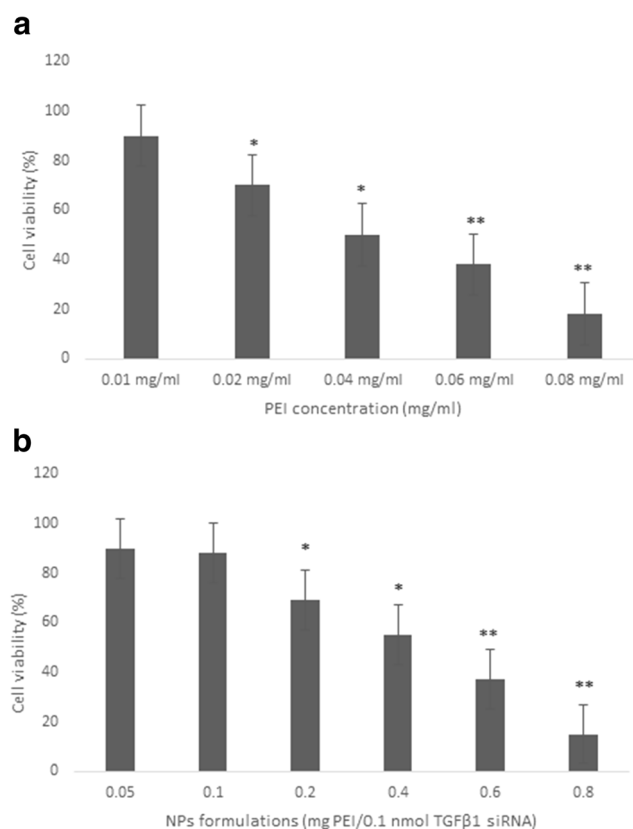 a
120
100
80
60
40
20
0
Cell viability (%)
*
*
**
**
0.01 mg/ml 0.02 mg/ml 0.04 mg/ml 0.06 mg/ml 0.08 mg/ml
PEI concentration (mg/ml)
b
120
100
80
60
40
20
0
Cell viability (%)
*
*
**
**
0.05 0.1 0.2 0.4 0.6 0.8
NPs formulations (mg PEI/0.1 nmol TGFβ1 siRNA)